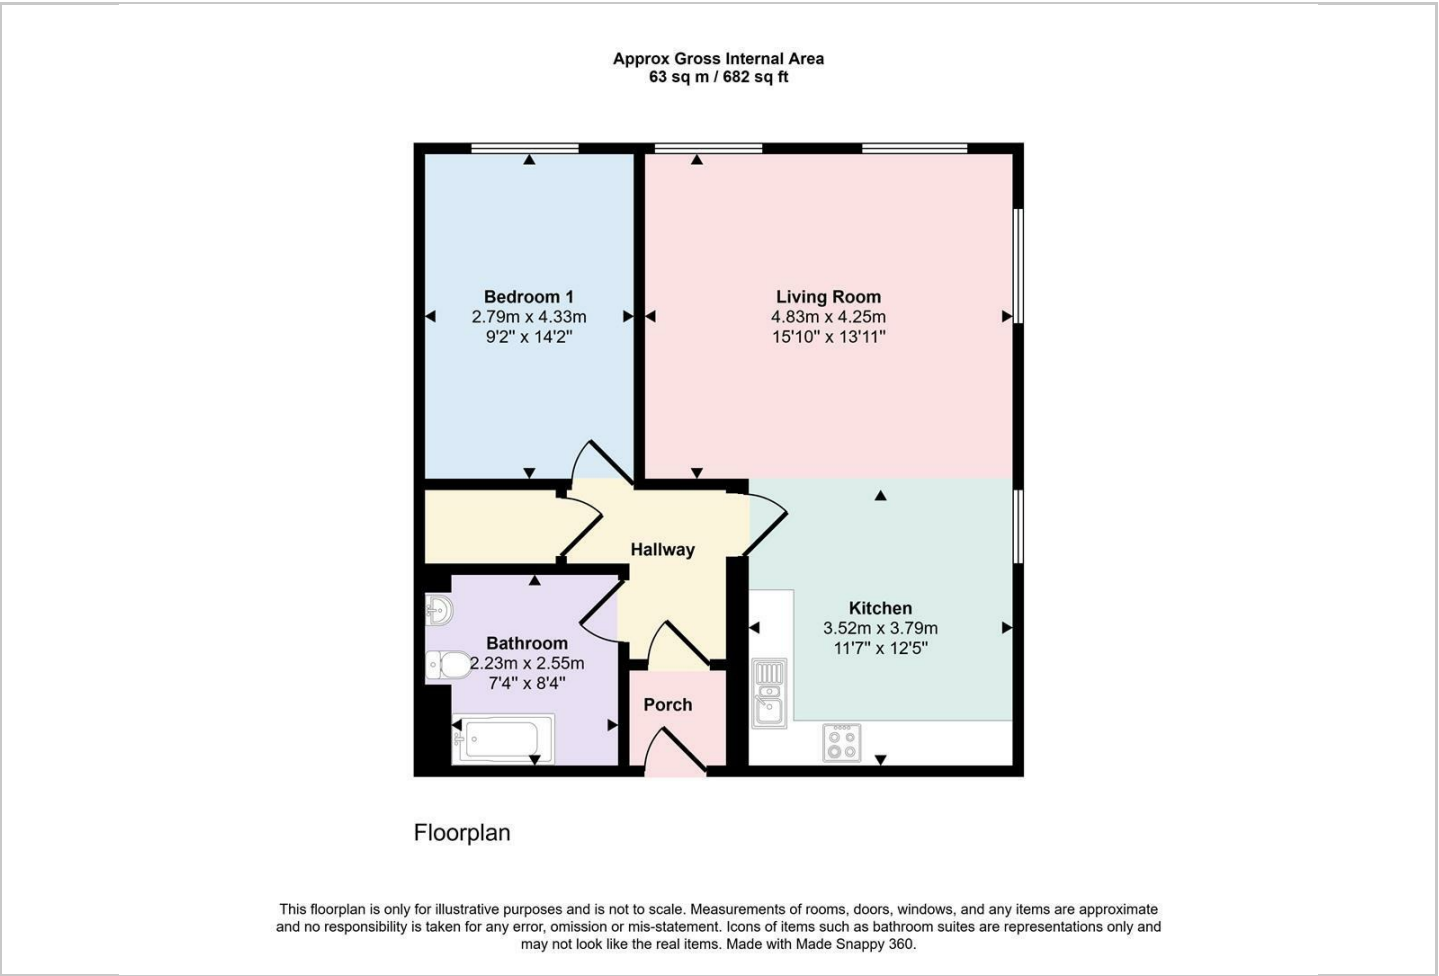 Approx Gross Internal Area
63 sq m / 682 sq ft
Bedroom 1
2.79m x 4.33m
9'2" x 14'2"
Living Room
4.83m x 4.25m
15'10" x 13'11"
Hallway
Kitchen
3.52m x 3.79m
11'7" x 12'5"
Bathroom
2.23m x 2.55m
7'4" x 8'4"
Porch
Floorplan
This floorplan is only for illustrative purposes and is not to scale. Measurements of rooms, doors, windows, and any items are approximate
and no responsibility is taken for any error, omission or mis-statement. Icons of items such as bathroom suites are representations only and
may not look like the real items. Made with Made Snappy 360.